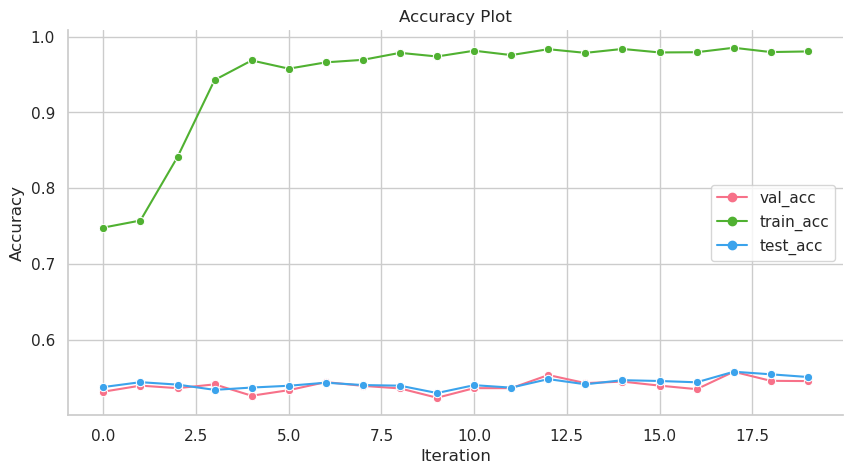 Accuracy Plot
Accuracy
1.0
0.9
0.8
0.7
0.6
val_acc
train_acc
test_acc
0.0 2.5 5.0 7.5 10.0 12.5 15.0 17.5
Iteration